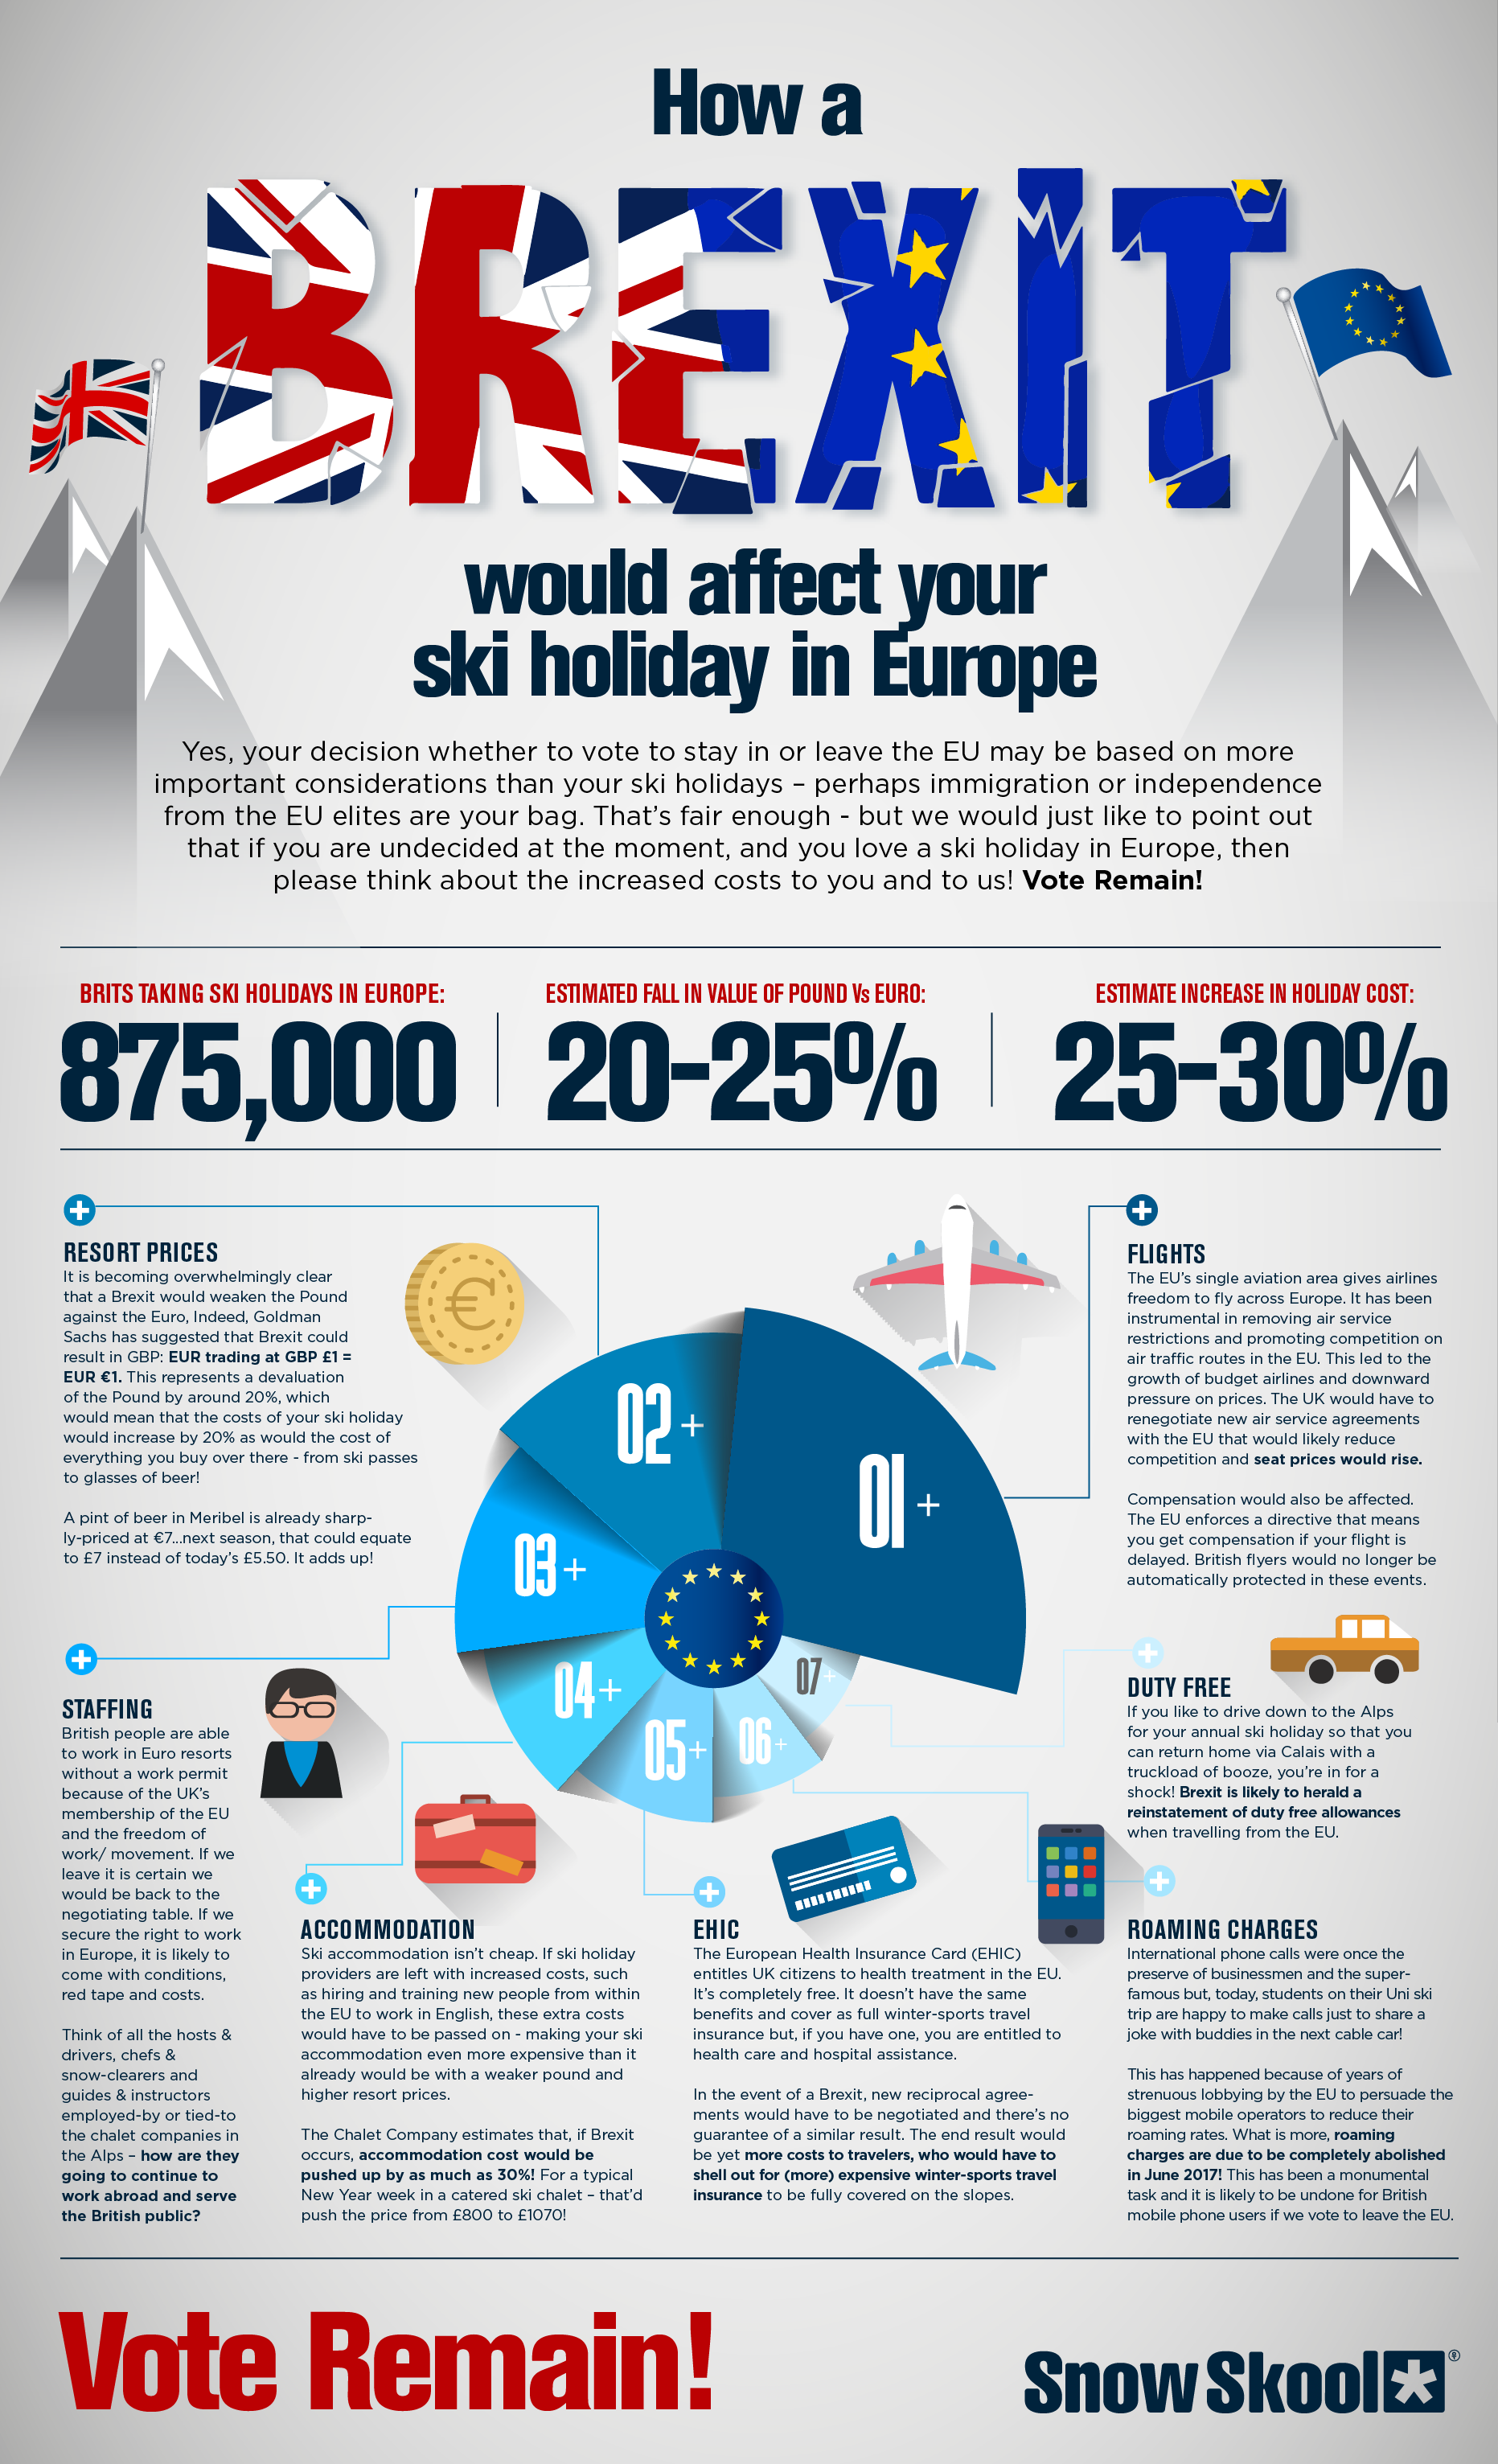 How a
BREXIT
would affect your
ski holiday in Europe
Yes, your decision whether to vote to stay in or leave the EU may be based on more
important considerations than your ski holidays – perhaps immigration or independence
from the EU elites are your bag. That's fair enough - but we would just like to point out
that if you are undecided at the moment, and you love a ski holiday in Europe, then
please think about the increased costs to you and to us! Vote Remain!
BRITS TAKING SKI HOLIDAYS IN EUROPE:
875,000
ESTIMATED FALL IN VALUE OF POUND Vs EURO:
20-25%
ESTIMATE INCREASE IN HOLIDAY COST:
25-30%
RESORT PRICES
It is becoming overwhelmingly clear
that a Brexit would weaken the Pound
against the Euro, Indeed, Goldman
Sachs has suggested that Brexit could
result in GBP: EUR trading at GBP £1 =
EUR €1. This represents a devaluation
of the Pound by around 20%, which
would mean that the costs of your ski holiday
would increase by 20% as would the cost of
everything you buy over there - from ski passes
to glasses of beer!
A pint of beer in Meribel is already sharp-
ly-priced at €7...next season, that could equate
to £7 instead of today's £5.50. It adds up!
FLIGHTS
The EU's single aviation area gives airlines
freedom to fly across Europe. It has been
instrumental in removing air service
restrictions and promoting competition on
air traffic routes in the EU. This led to the
growth of budget airlines and downward
pressure on prices. The UK would have to
renegotiate new air service agreements
with the EU that would likely reduce
competition and seat prices would rise.
Compensation would also be affected.
The EU enforces a directive that means
you get compensation if your flight is
delayed. British flyers would no longer be
automatically protected in these events.
01+
02+
03+
04+
05+
06+
07+
STAFFING
British people are able
to work in Euro resorts
without a work permit
because of the UK's
membership of the EU
and the freedom of
work/ movement. If we
leave it is certain we
would be back to the
negotiating table. If we
secure the right to work
in Europe, it is likely to
come with conditions,
red tape and costs.
Think of all the hosts &
drivers, chefs &
snow-clearers and
guides & instructors
employed-by or tied-to
the chalet companies in
the Alps – how are they
going to continue to
work abroad and serve
the British public?
DUTY FREE
If you like to drive down to the Alps
for your annual ski holiday so that you
can return home via Calais with a
truckload of booze, you're in for a
shock! Brexit is likely to herald a
reinstatement of duty free allowances
when travelling from the EU.
ACCOMMODATION
Ski accommodation isn't cheap. If ski holiday
providers are left with increased costs, such
as hiring and training new people from within
the EU to work in English, these extra costs
would have to be passed on - making your ski
accommodation even more expensive than it
already would be with a weaker pound and
higher resort prices.
The Chalet Company estimates that, if Brexit
occurs, accommodation cost would be
pushed up by as much as 30%! For a typical
New Year week in a catered ski chalet – that'd
push the price from £800 to £1070!
EHIC
The European Health Insurance Card (EHIC)
entitles UK citizens to health treatment in the EU.
It's completely free. It doesn't have the same
benefits and cover as full winter-sports travel
insurance but, if you have one, you are entitled to
health care and hospital assistance.
In the event of a Brexit, new reciprocal agree-
ments would have to be negotiated and there's no
guarantee of a similar result. The end result would
be yet more costs to travelers, who would have to
shell out for (more) expensive winter-sports travel
insurance to be fully covered on the slopes.
ROAMING CHARGES
International phone calls were once the
preserve of businessmen and the super-
famous but, today, students on their Uni ski
trip are happy to make calls just to share a
joke with buddies in the next cable car!
This has happened because of years of
strenuous lobbying by the EU to persuade the
biggest mobile operators to reduce their
roaming rates. What is more, roaming
charges are due to be completely abolished
in June 2017! This has been a monumental
task and it is likely to be undone for British
mobile phone users if we vote to leave the EU.
Vote Remain!
Snow Skool ®